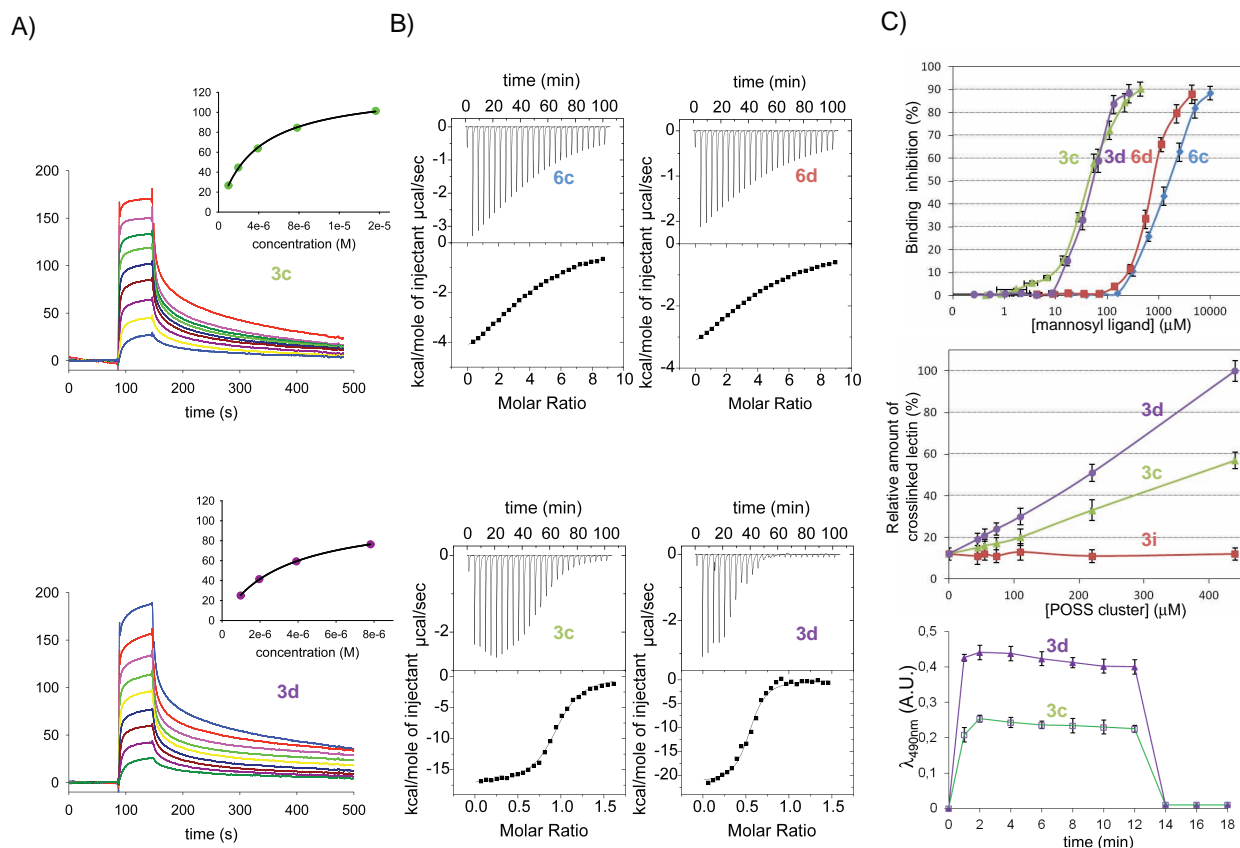 A)
120
100
80
60
40
20
0
0 4e-6 8e-6 1e-5 2e-5
concentration (M)
3c
200
150
100
50
0
0 100 200 300 400 500
time (s)
120
100
80
60
40
20
0
0 2e-6 4e-6 6e-6 8e-6
concentration (M)
3d
200
150
100
50
0
0 100 200 300 400 500
time (s)
B)
time (min)
0 20 40 60 80 100
0
-1
-2
-3
µcal/sec
6c
0
-2
-4
-6
kcal/mole of injectant
0 2 4 6 8 10
Molar Ratio
time (min)
0 20 40 60 80 100
0
-1
-2
µcal/sec
6d
0
-2
-4
kcal/mole of injectant
0 2 4 6 8 10
Molar Ratio
time (min)
0 20 40 60 80 100
0
-2
µcal/sec
3c
0
-5
-10
-15
kcal/mole of injectant
0.0 0.5 1.0 1.5
Molar Ratio
time (min)
0 20 40 60 80 100
0
-2
µcal/sec
3d
0
-5
-10
-15
-20
kcal/mole of injectant
0.0 0.5 1.0 1.5
Molar Ratio
C)
100
90
80
70
60
50
40
30
20
10
0
Binding inhibition (%)
3c 3d 6d 6c
0 1 10 100 1000 10000
[mannosyl ligand] (µM)
100
80
60
40
20
0
Relative amount of
crosslinked lectin (%)
3d
3c
3i
0 100 200 300 400
[POSS cluster] (µM)
0,5
0,4
0,2
0,1
0
λ490nm (A.U.)
3d
3c
0 2 4 6 8 10 12 14 16 18
time (min)